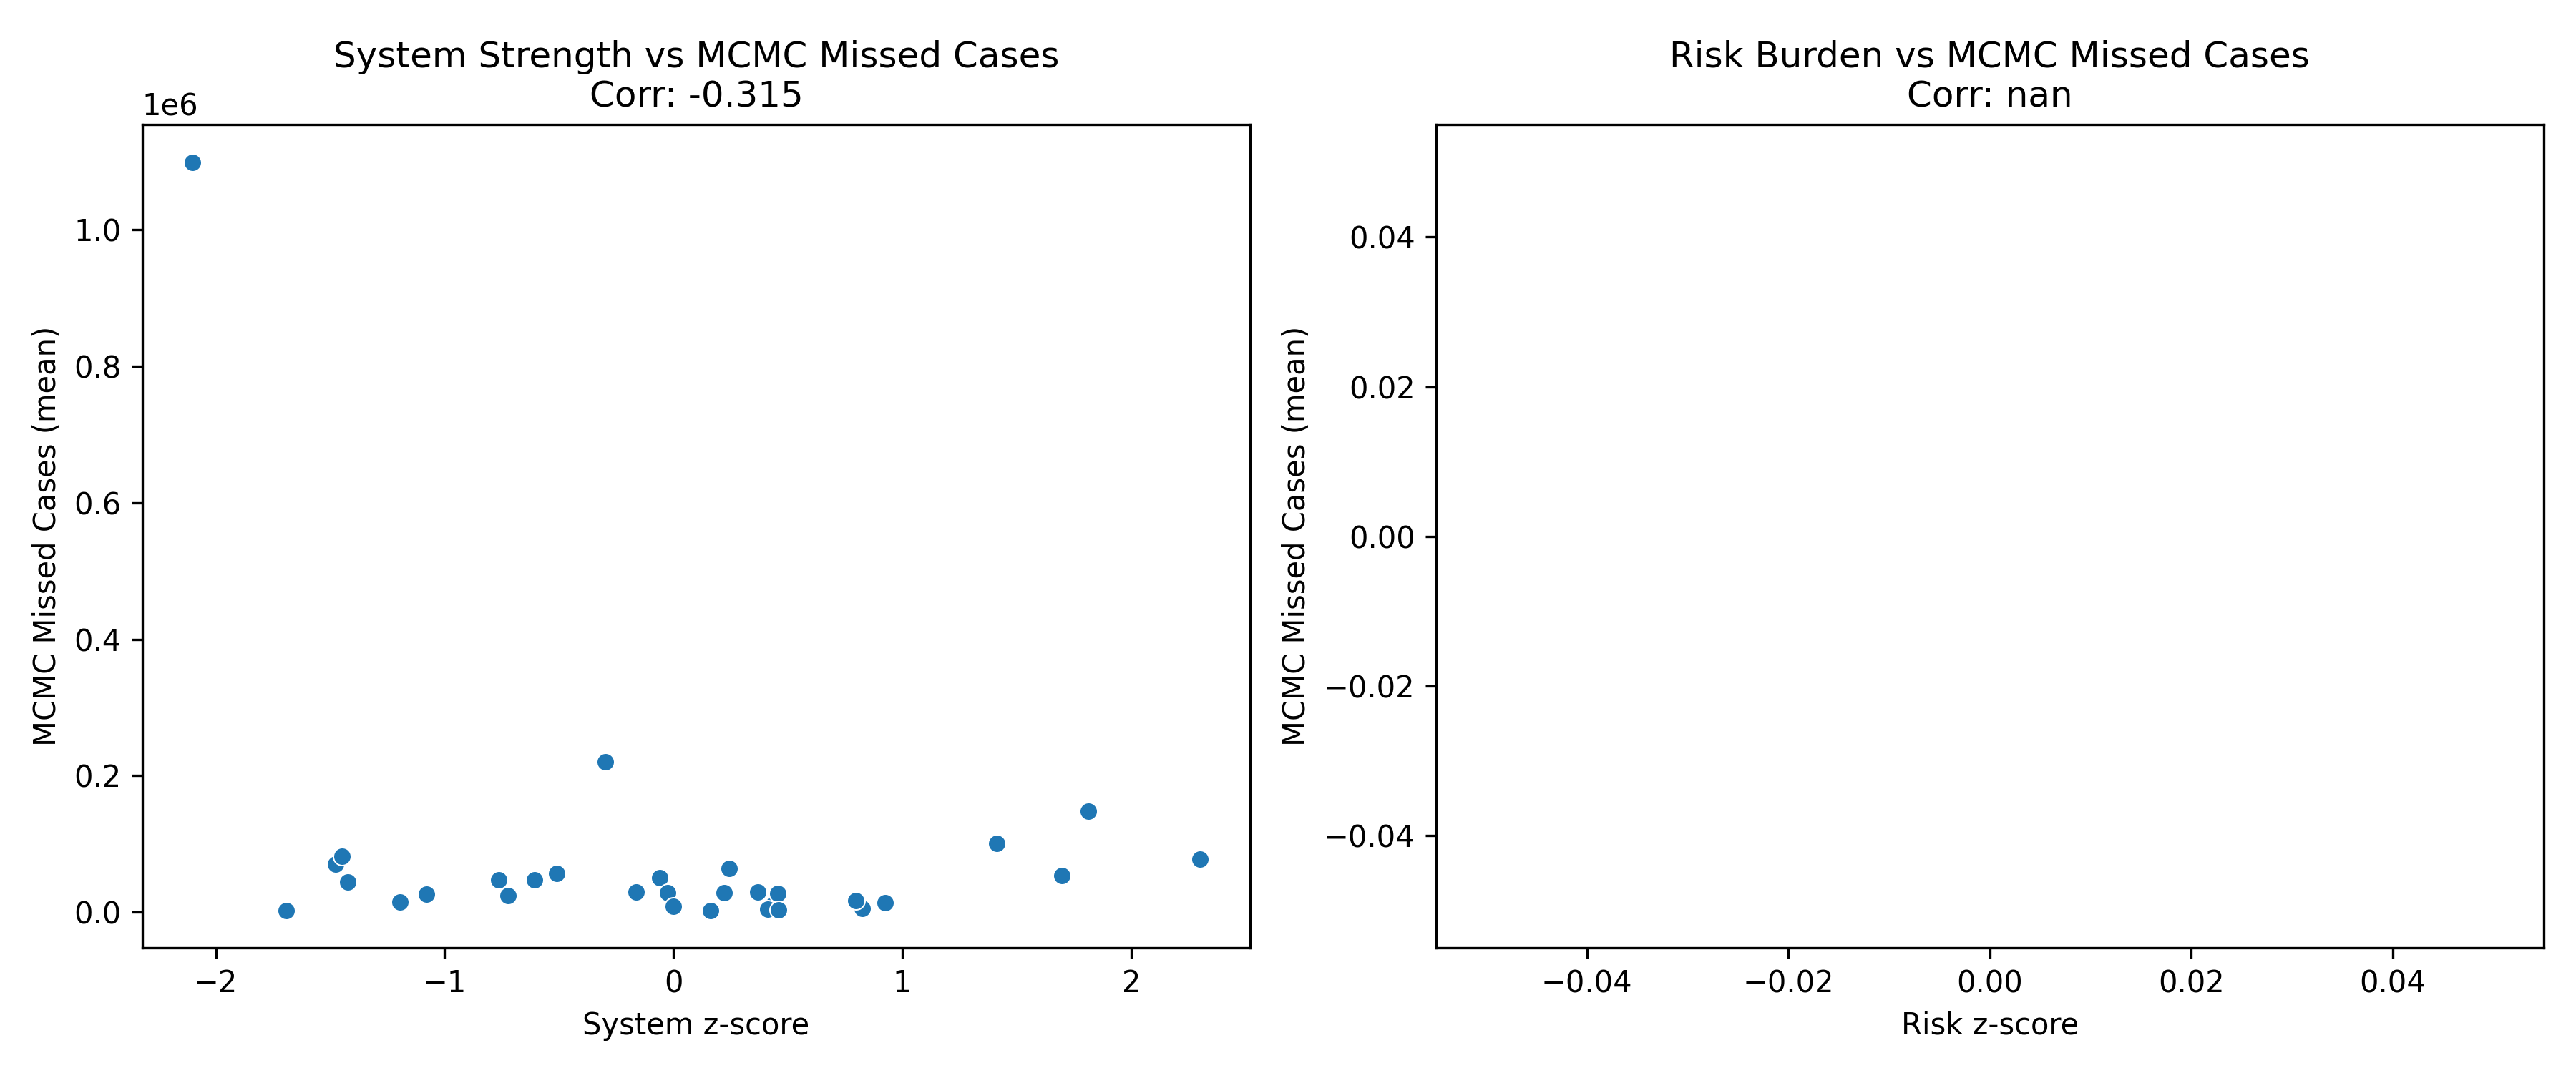 System Strength vs MCMC Missed Cases
Corr: -0.315
1e6
1.0
0.8
0.6
0.4
0.2
0.0
MCMC Missed Cases (mean)
−2
−1
0
1
2
System z-score
Risk Burden vs MCMC Missed Cases
Corr: nan
0.04
0.02
0.00
−0.02
−0.04
MCMC Missed Cases (mean)
−0.04
−0.02
0.00
0.02
0.04
Risk z-score